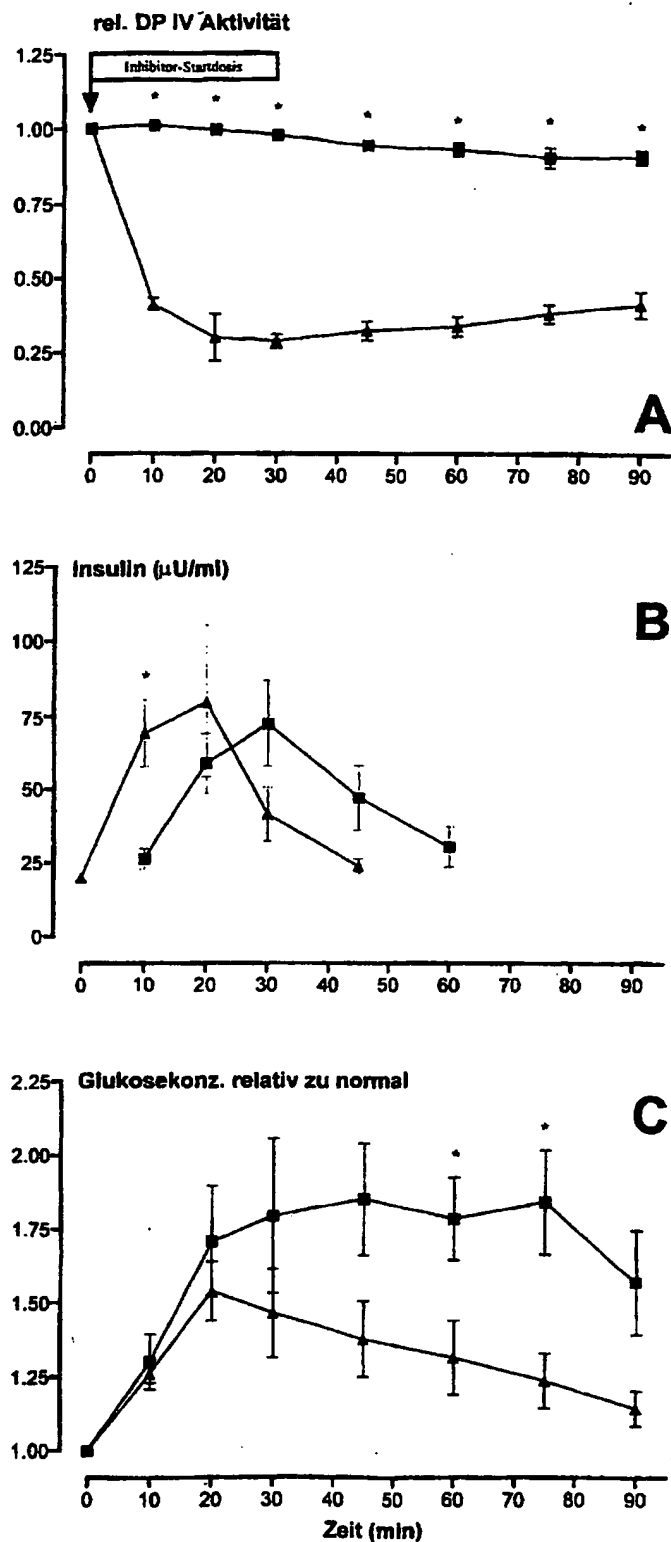 rel. DP IV Aktivität
1.25
Inhibitor-Startdosis
* * * * * * *
1.00
0.75
0.50
0.25
0.00
A
0 10 20 30 40 50 60 70 80 90
125
Insulin (µU/ml)
B
100
*
75
50
25
0
0 10 20 30 40 50 60 70 80 90
2.25
Glukosekonz. relativ zu normal
C
2.00
* *
1.75
1.50
1.25
1.00
0 10 20 30 40 50 60 70 80 90
Zeit (min)